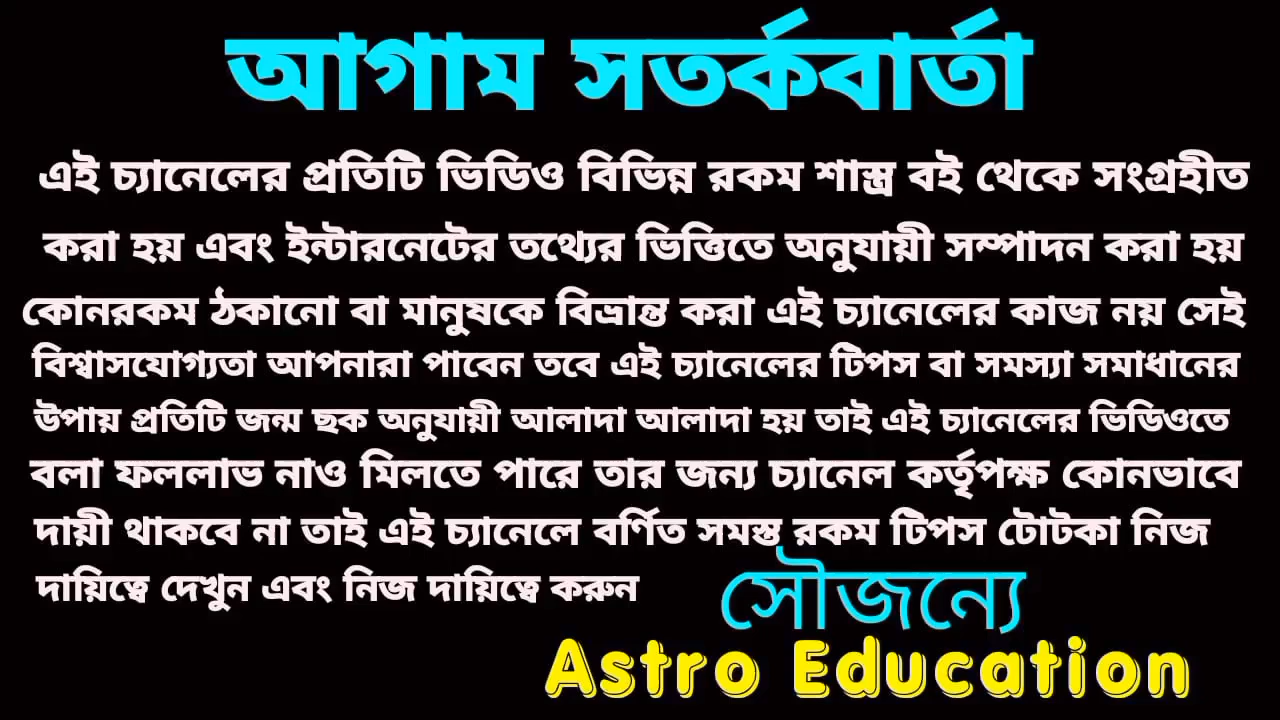 আগাম সতর্কবার্তা
এই চ্যানেলের প্রতিটি ভিডিও বিভিন্ন রকম শাস্ত্র বই থেকে সংগ্রহীত
করা হয় এবং ইন্টারনেটের তথ্যের ভিত্তিতে অনুযায়ী সম্পাদন করা হয়
কোনরকম ঠকানো বা মানুষকে বিভ্রান্ত করা এই চ্যানেলের কাজ নয় সেই
বিশ্বাসযোগ্যতা আপনারা পাবেন তবে এই চ্যানেলের টিপস বা সমস্যা সমাধানের
উপায় প্রতিটি জন্ম ছক অনুযায়ী আলাদা আলাদা হয় তাই এই চ্যানেলের ভিডিওতে
বলা ফললাভ নাও মিলতে পারে তার জন্য চ্যানেল কর্তৃপক্ষ কোনভাবে
দায়ী থাকবে না তাই এই চ্যানেলে বর্ণিত সমস্ত রকম টিপস টোটকা নিজ
দায়িত্বে দেখুন এবং নিজ দায়িত্বে করুন
সৌজন্যে
Astro Education